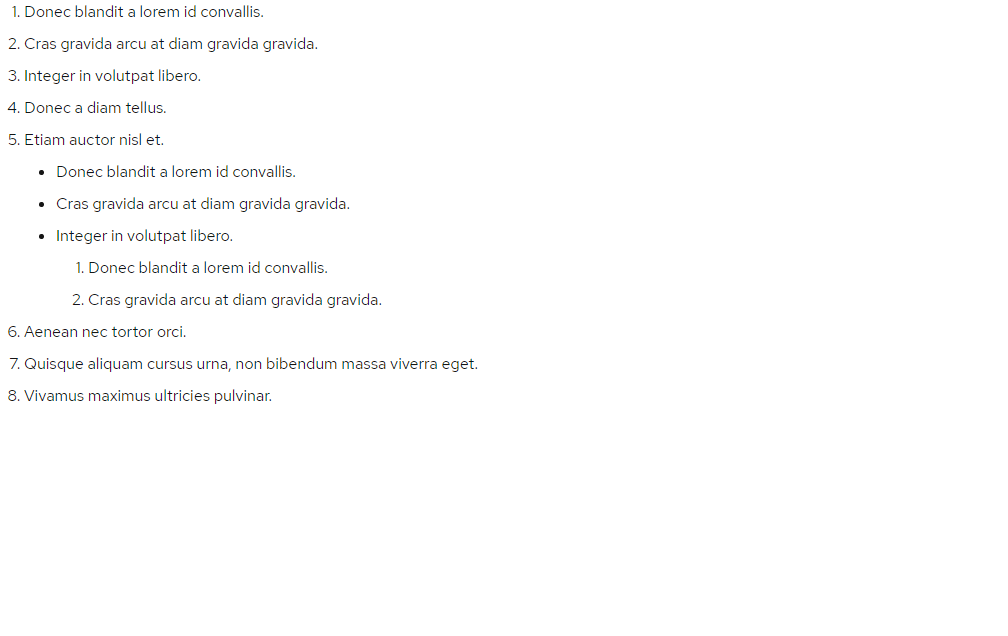 1. Donec blandit a lorem id convallis.
2. Cras gravida arcu at diam gravida gravida.
3. Integer in volutpat libero.
4. Donec a diam tellus.
5. Etiam auctor nisl et.
• Donec blandit a lorem id convallis.
• Cras gravida arcu at diam gravida gravida.
• Integer in volutpat libero.
1. Donec blandit a lorem id convallis.
2. Cras gravida arcu at diam gravida gravida.
6. Aenean nec tortor orci.
7. Quisque aliquam cursus urna, non bibendum massa viverra eget.
8. Vivamus maximus ultricies pulvinar.